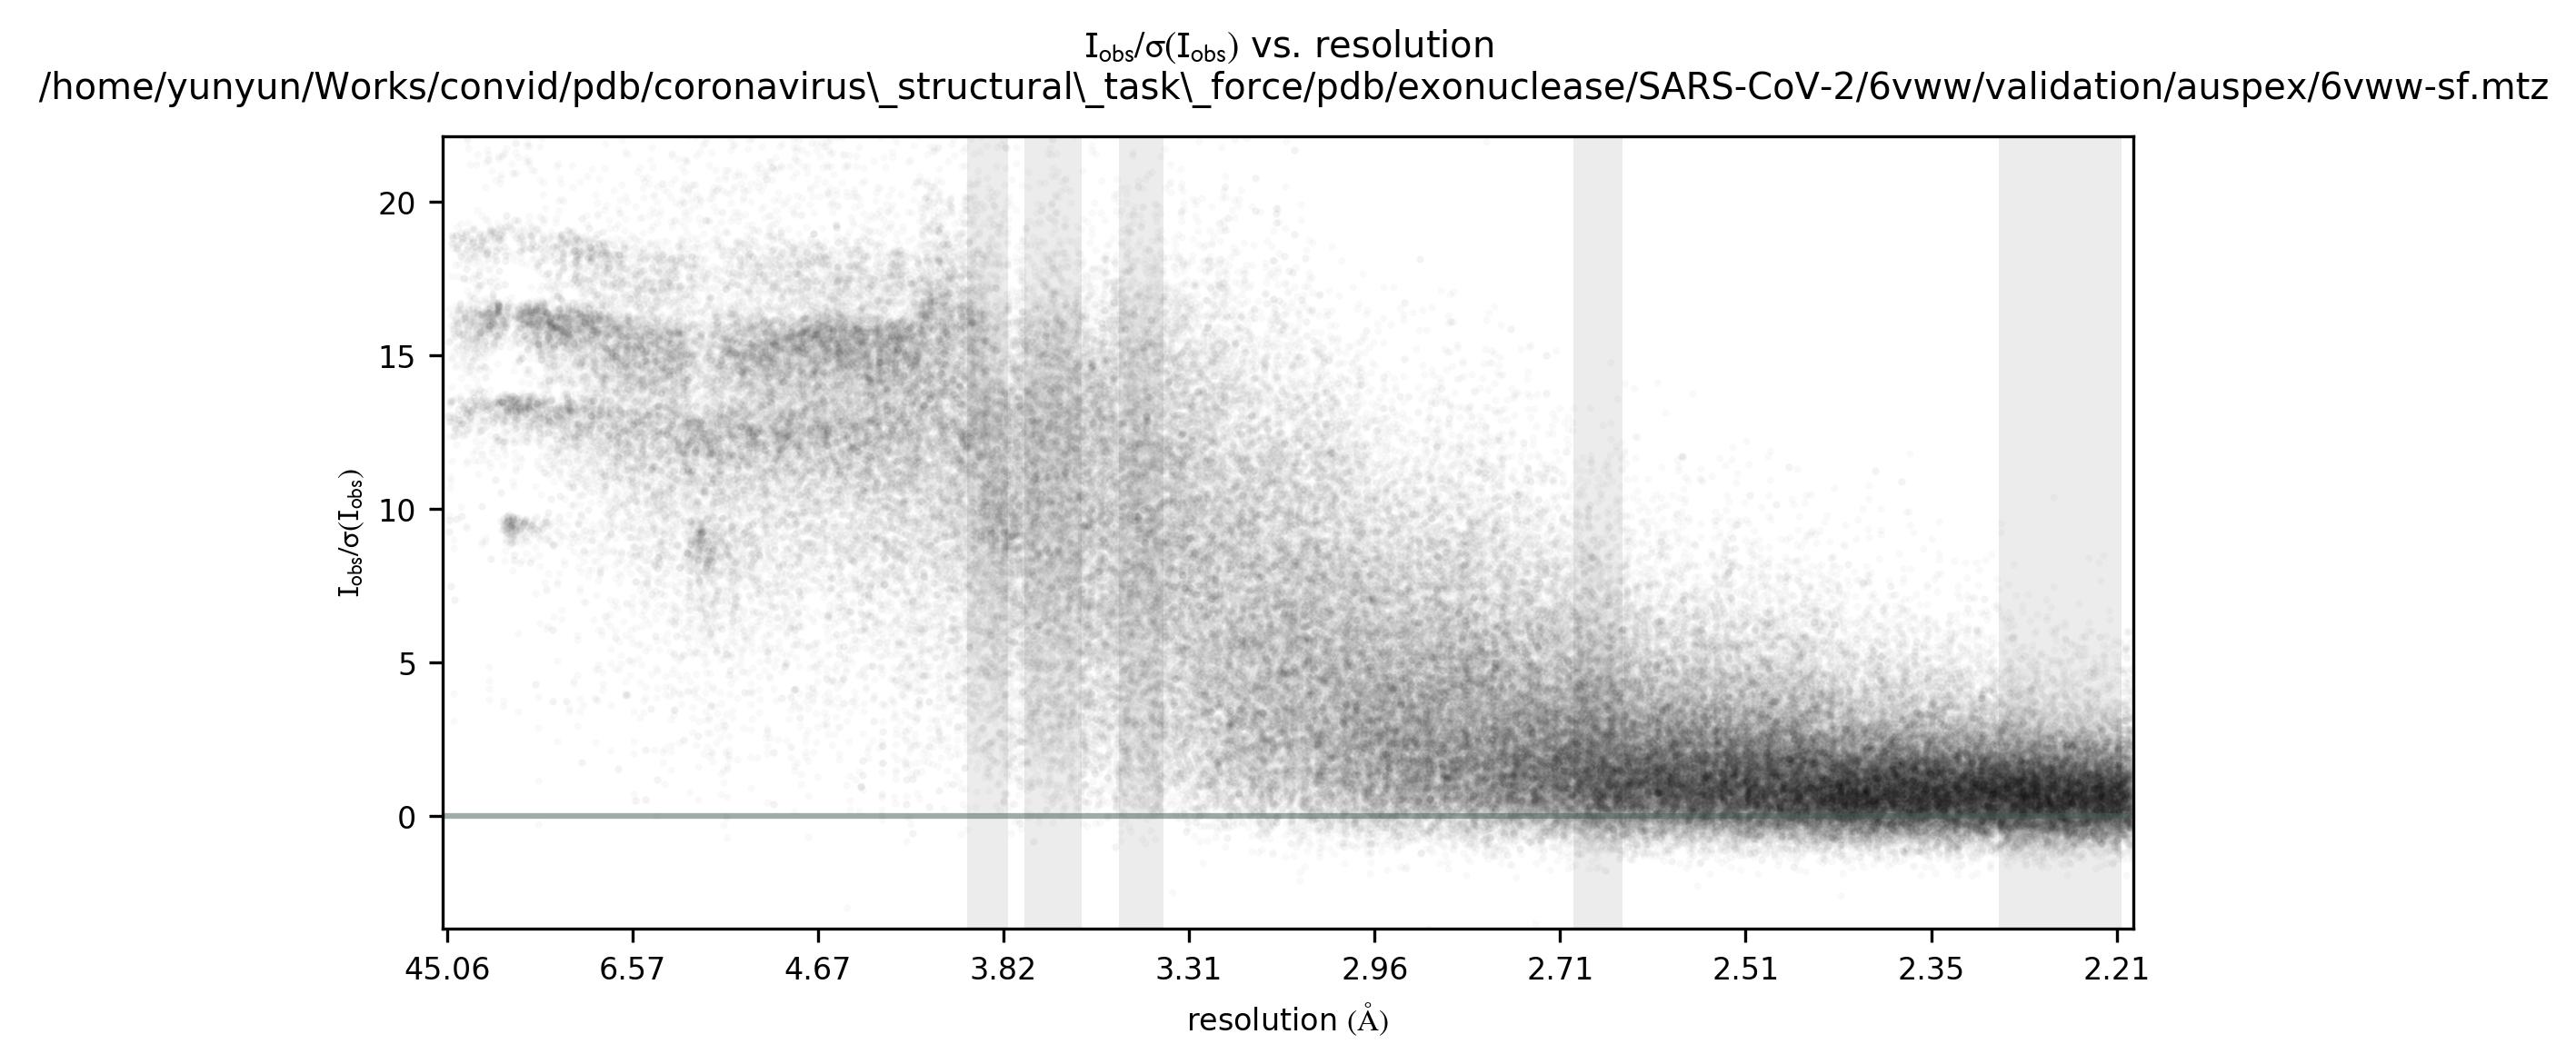 Iobs/σ(Iobs) vs. resolution
/home/yunyun/Works/convid/pdb/coronavirus\_structural\_task\_force/pdb/exonuclease/SARS-CoV-2/6vww/validation/auspex/6vww-sf.mtz
Iobs/σ(Iobs)
20
15
10
5
0
45.06 6.57 4.67 3.82 3.31 2.96 2.71 2.51 2.35 2.21
resolution (Å)